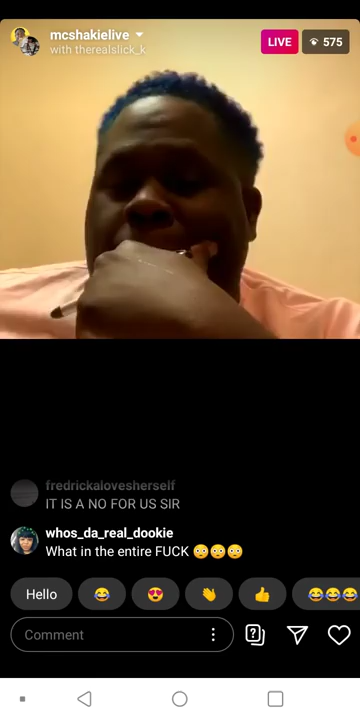 mcshakielive
with therealslick_k
LIVE
575
fredrickalovesherself
IT IS A NO FOR US SIR
whos_da_real_dookie
What in the entire FUCK 😳😳😳
Hello
😂
😍
👏
👍
😂😂😂
Comment